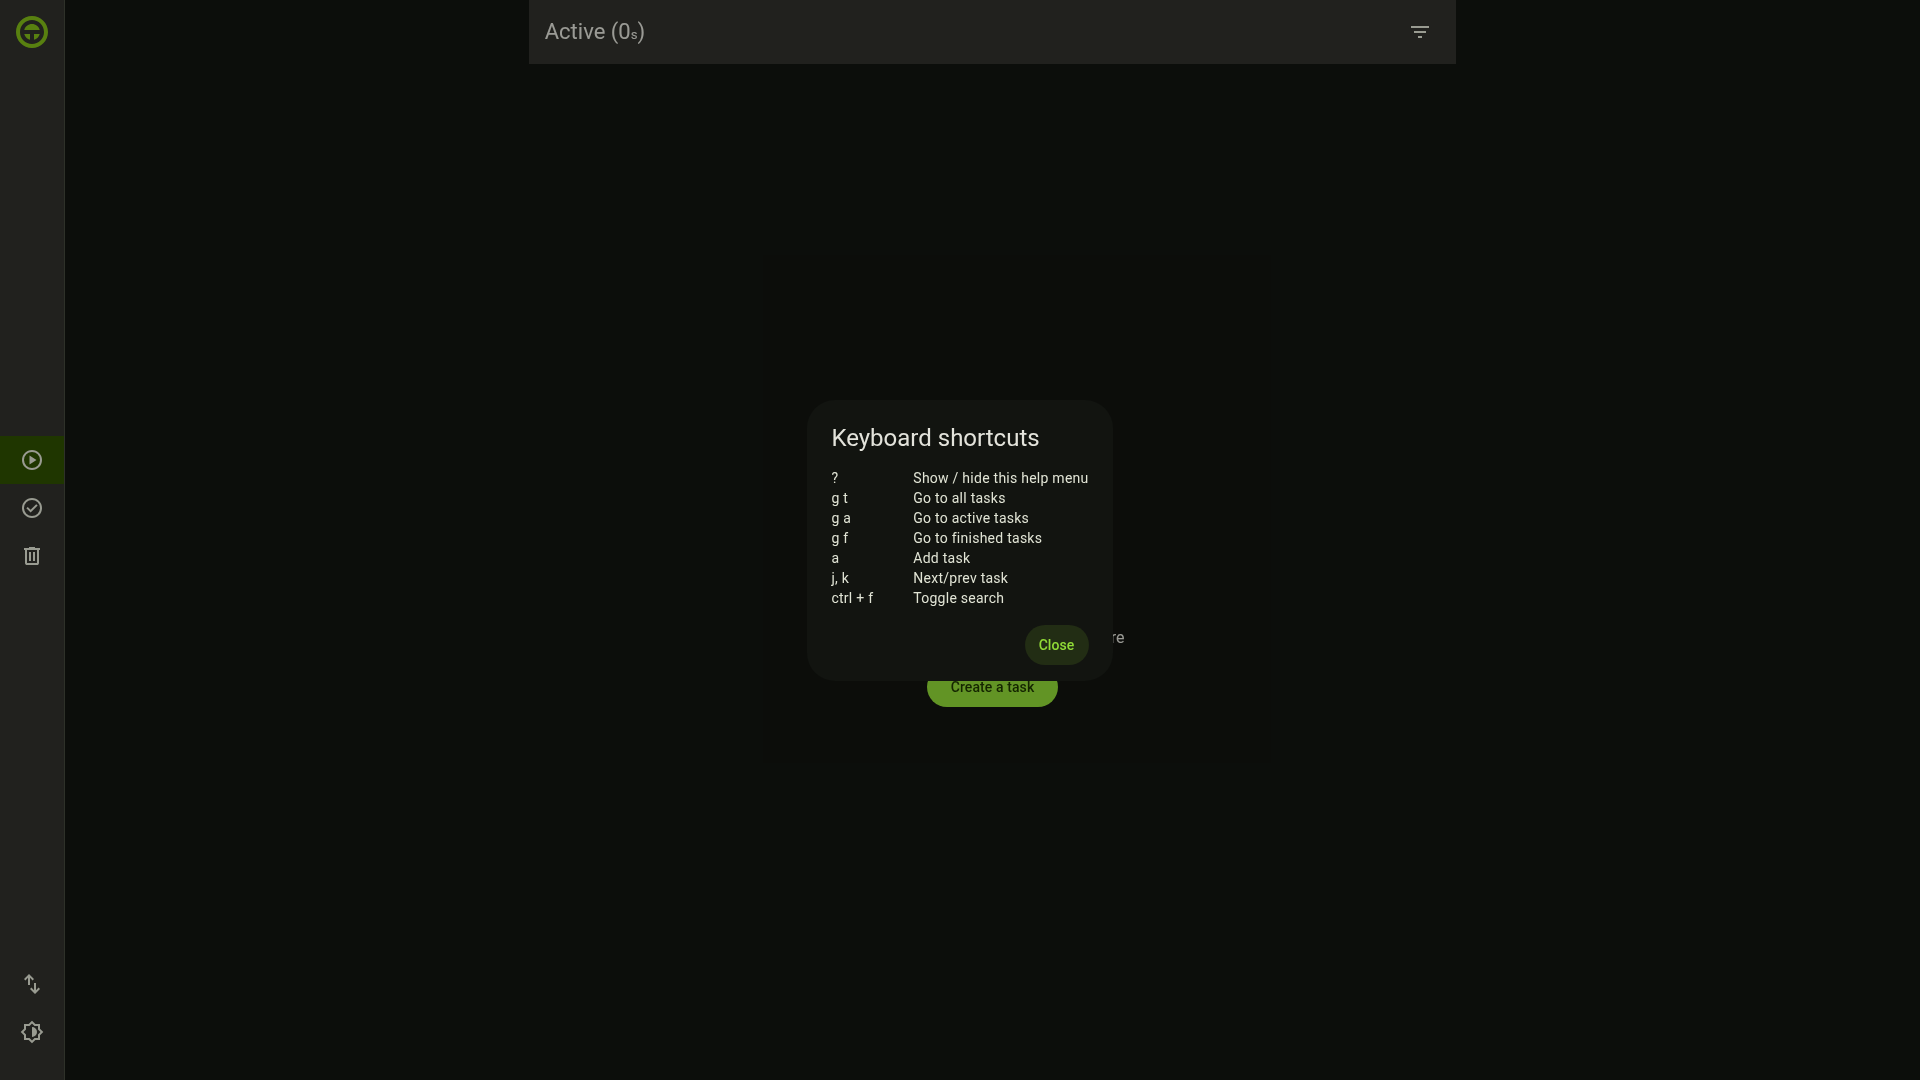 Active (0s)
Keyboard shortcuts
? Show / hide this help menu
g t Go to all tasks
g a Go to active tasks
g f Go to finished tasks
a Add task
j, k Next/prev task
ctrl + f Toggle search
re
Close
Create a task